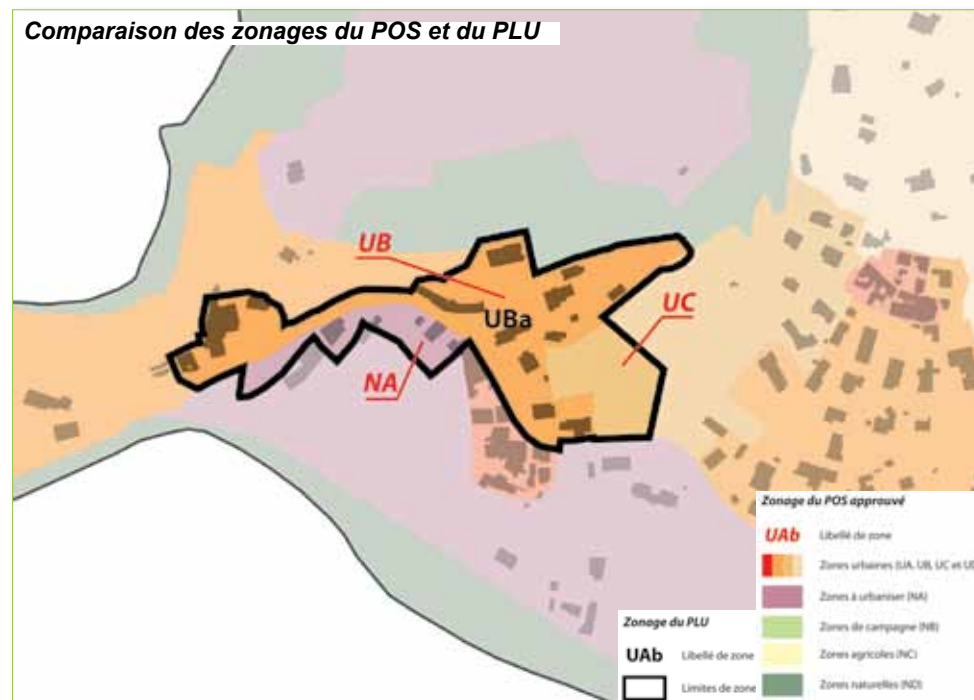 Comparaison des zonages du POS et du PLU
UB
UC
UBa
NA
Zonage du POS approuvé
UAb Libellé de zone
Zones urbaines (UA, UB, UC et UD
Zones à urbaniser (NA)
Zones de campagne (NB)
Zones agricoles (NC)
Zones naturelles (ND)
Zonage du PLU
UAb Libellé de zone
Limites de zone